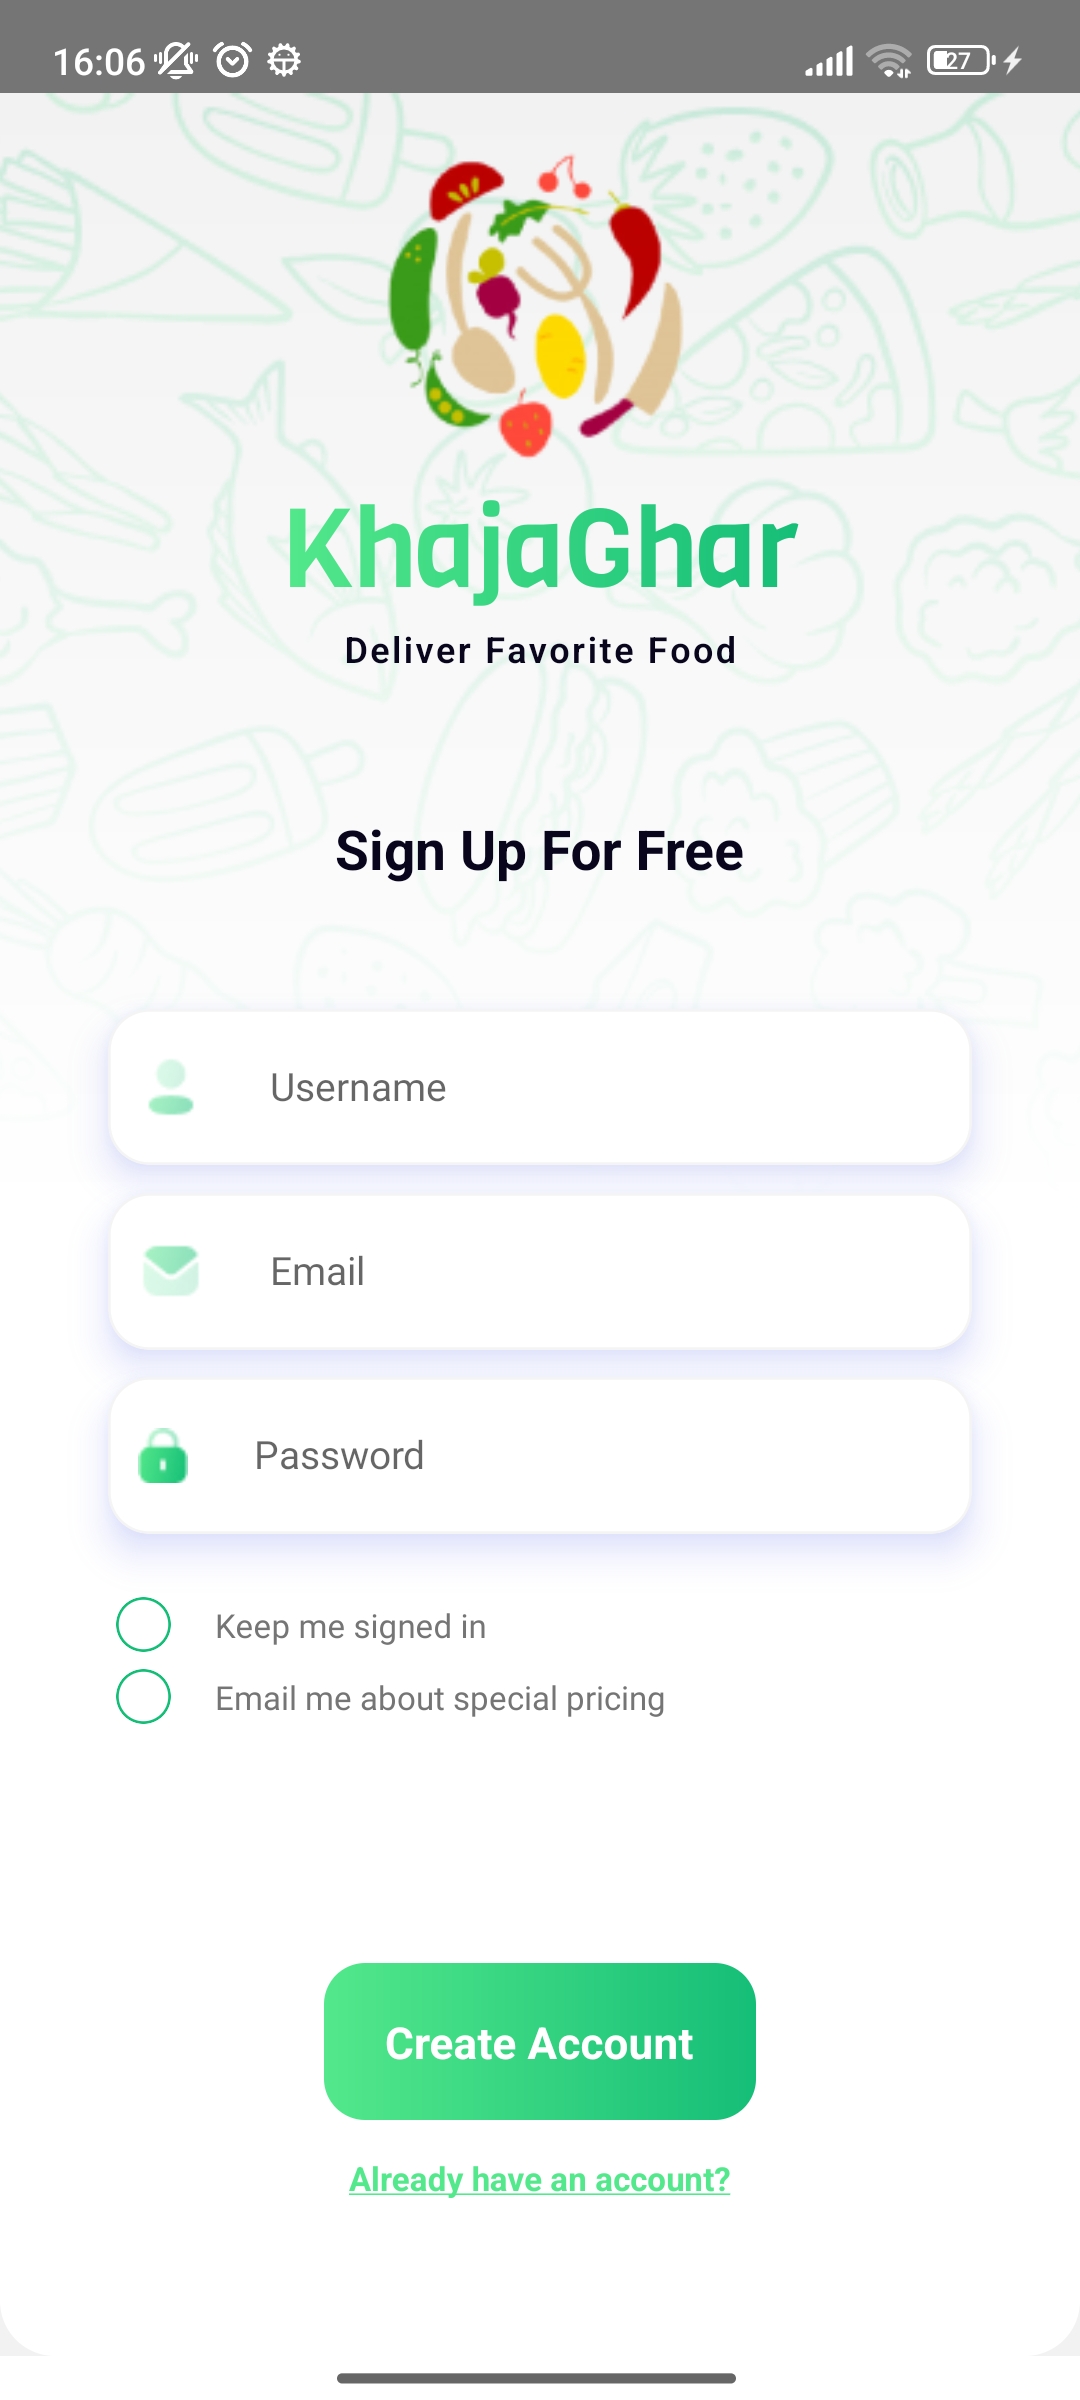 16:06
27
KhajaGhar
Deliver Favorite Food
Sign Up For Free
Username
Email
Password
Keep me signed in
Email me about special pricing
Create Account
Already have an account?